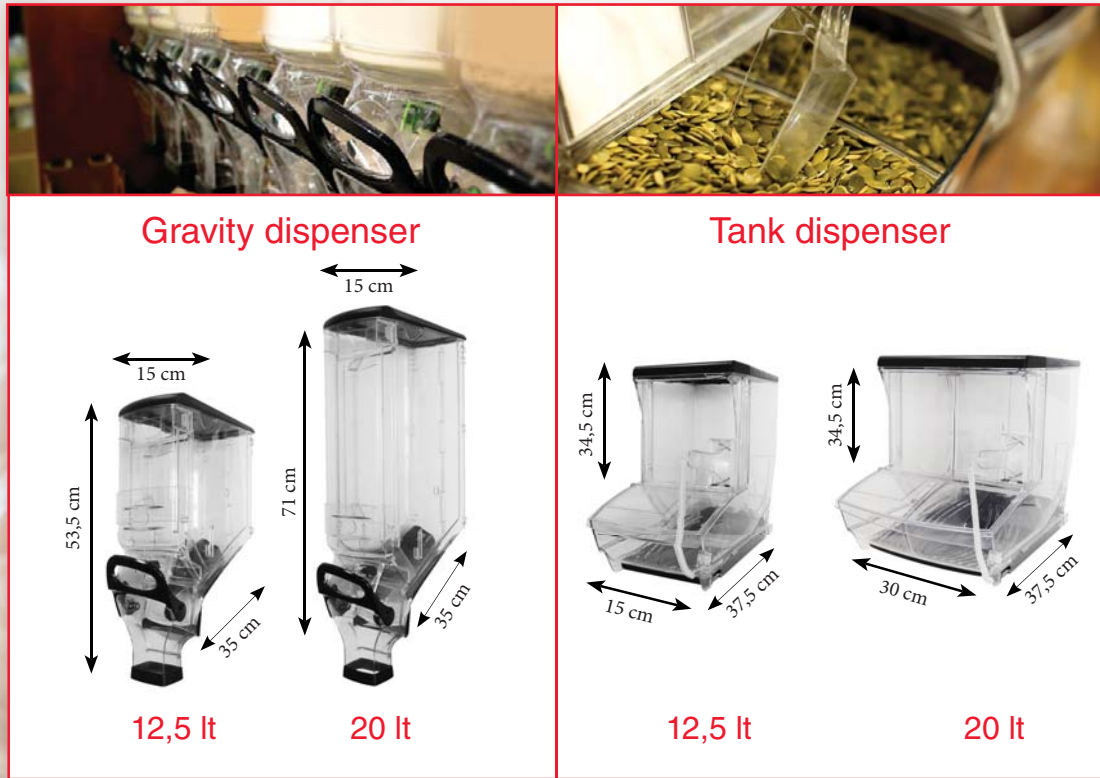 Gravity dispenser
15 cm
53,5 cm
35 cm
12,5 lt
15 cm
71 cm
35 cm
20 lt
Tank dispenser
34,5 cm
15 cm
37,5 cm
12,5 lt
34,5 cm
30 cm
37,5 cm
20 lt